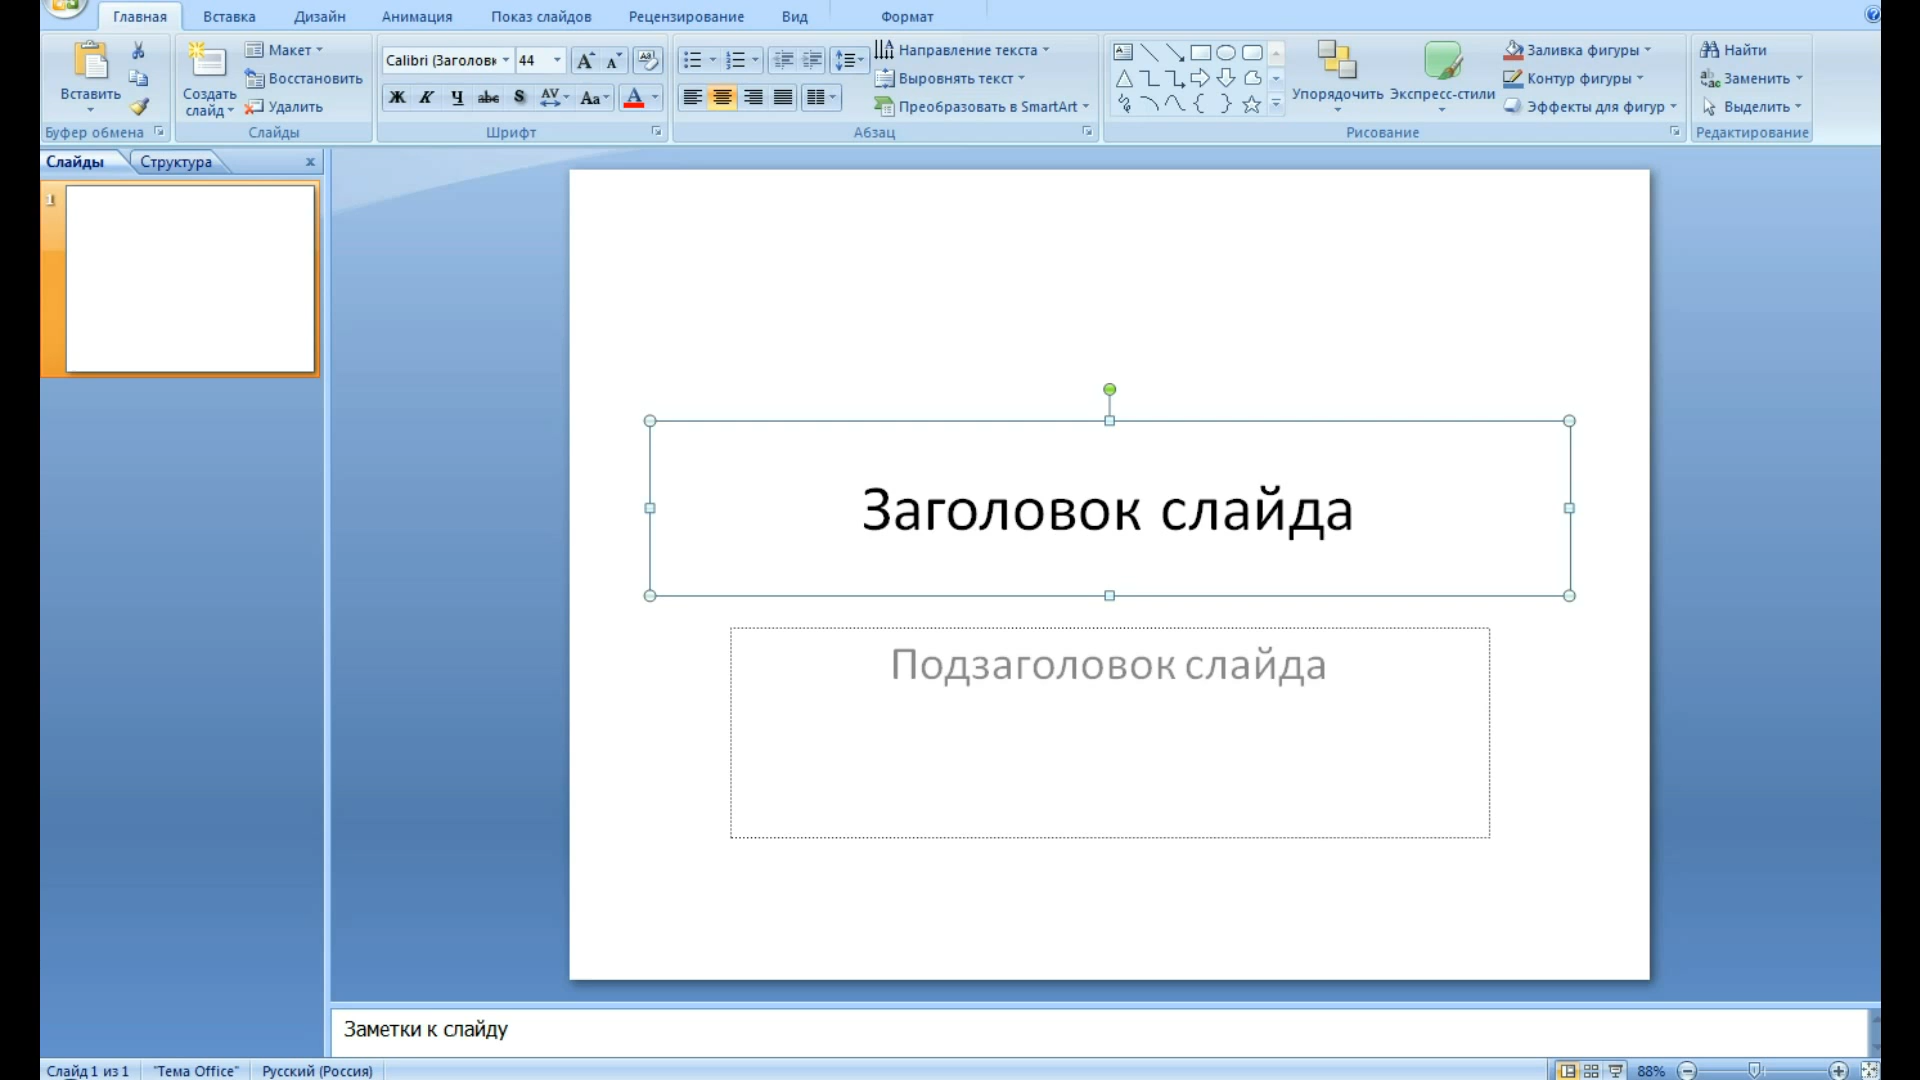 Главная Вставка Дизайн Анимация Показ слайдов Рецензирование Вид Формат
Вставить
Буфер обмена
Создать слайд
Макет
Восстановить
Удалить
Слайды
Calibri (Заголовк 44
Ж К Ч abc S AV Aa A
Шрифт
Направление текста
Выровнять текст
Преобразовать в SmartArt
Абзац
Упорядочить
Экспресс-стили
Заливка фигуры
Контур фигуры
Эффекты для фигур
Рисование
Найти
Заменить
Выделить
Редактирование
Слайды Структура
1
Заголовок слайда
Подзаголовок слайда
Заметки к слайду
Слайд 1 из 1 "Тема Office" Русский (Россия) 88%